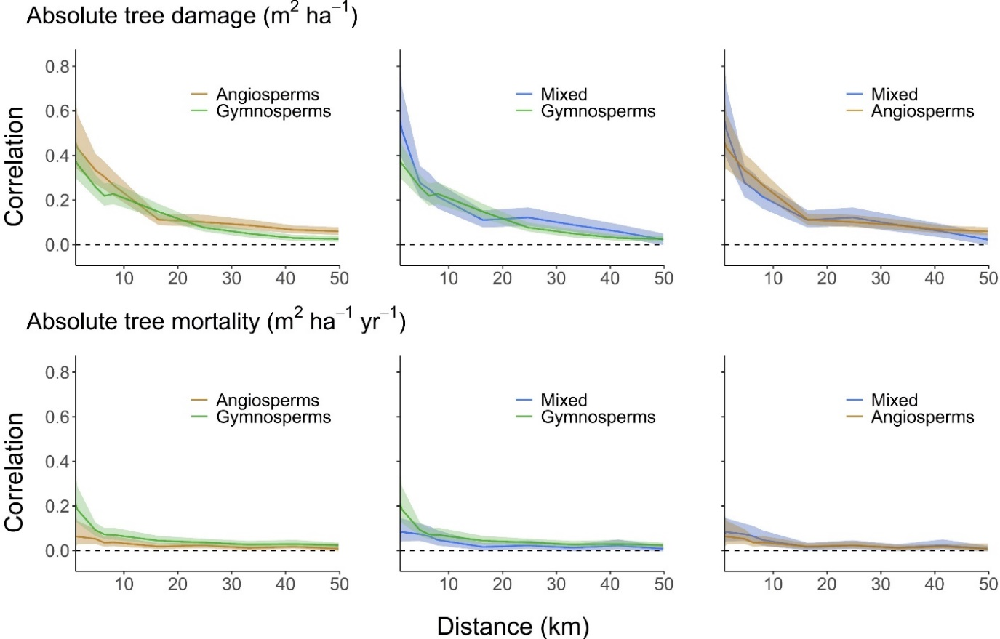 Absolute tree damage (m² ha⁻¹)
Correlation
0.8
0.6
0.4
0.2
0.0
Angiosperms
Gymnosperms
10 20 30 40 50
Mixed
Gymnosperms
10 20 30 40 50
Mixed
Angiosperms
10 20 30 40 50
Absolute tree mortality (m² ha⁻¹ yr⁻¹)
Correlation
0.8
0.6
0.4
0.2
0.0
Angiosperms
Gymnosperms
10 20 30 40 50
Mixed
Gymnosperms
10 20 30 40 50
Mixed
Angiosperms
10 20 30 40 50
Distance (km)